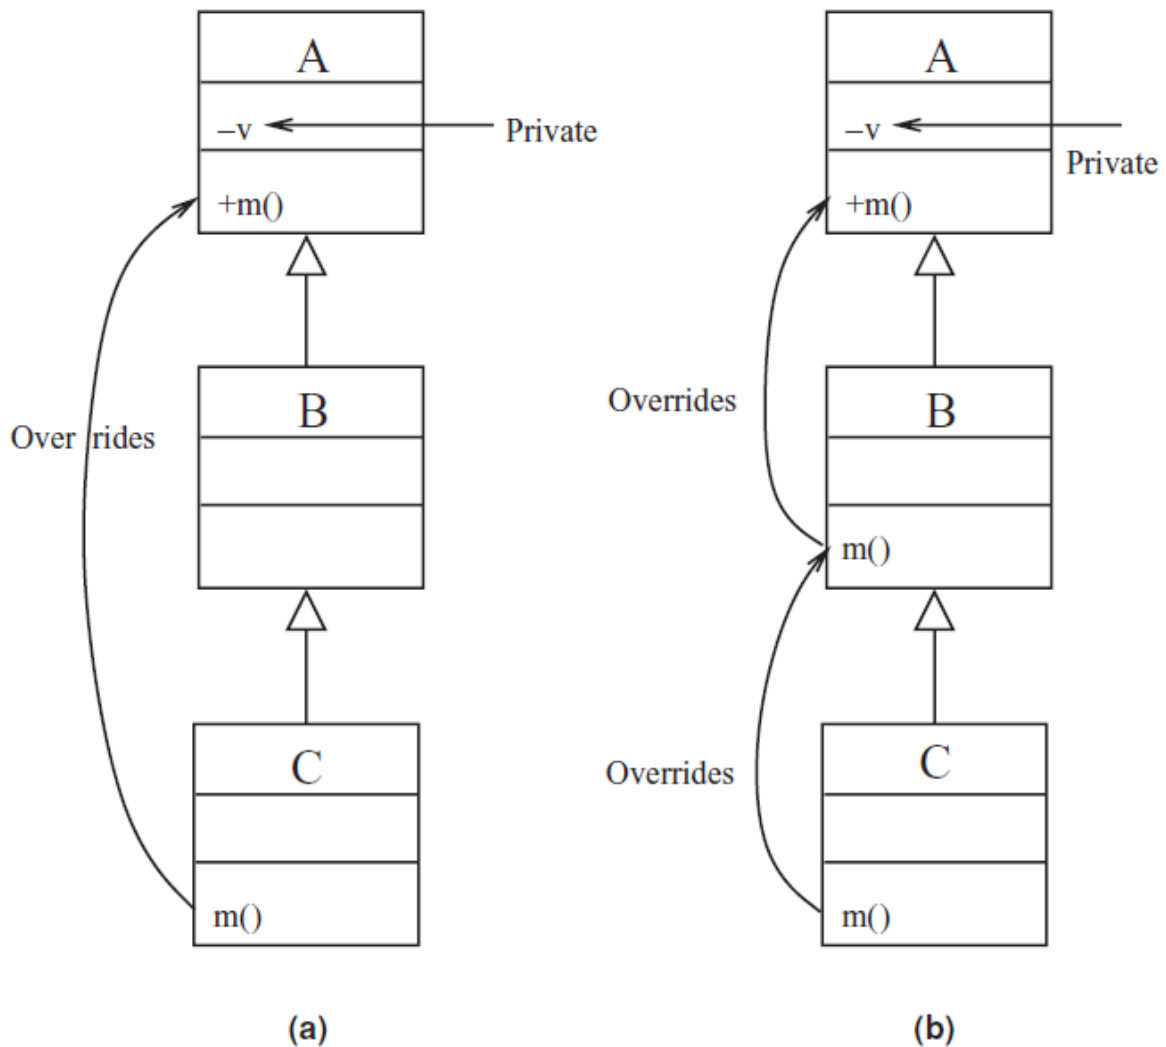 A
–v
Private
+m()
Over rides
B
C
m()
(a)
A
–v
Private
+m()
Overrides
B
m()
Overrides
C
m()
(b)